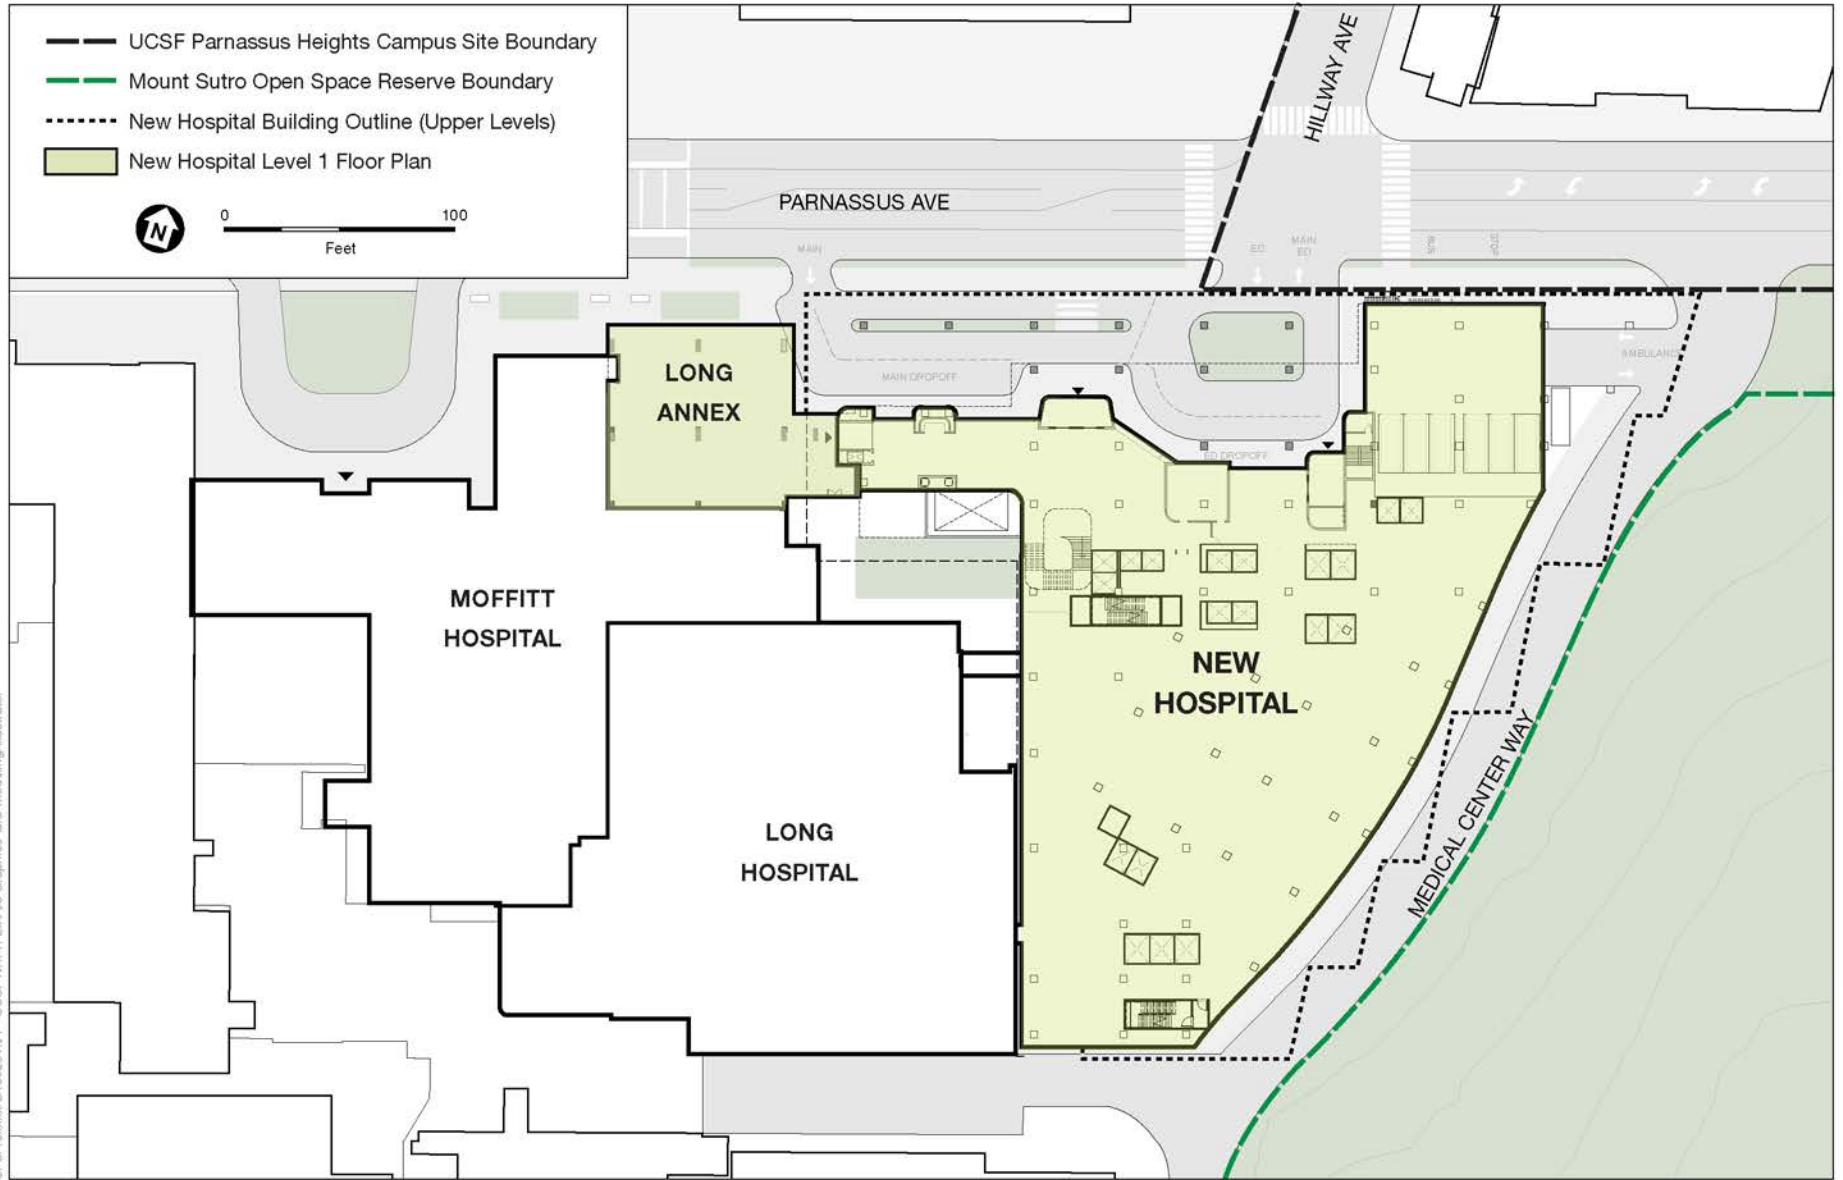 UCSF Parnassus Heights Campus Site Boundary
Mount Sutro Open Space Reserve Boundary
New Hospital Building Outline (Upper Levels)
New Hospital Level 1 Floor Plan
N
0 100
Feet
HILLWAY AVE
PARNASSUS AVE
MAIN
ED
MAIN
ED
BUS
STOP
AMBULANCE
MAIN DROPOFF
ED DROPOFF
LONG
ANNEX
MOFFITT
HOSPITAL
NEW
HOSPITAL
LONG
HOSPITAL
MEDICAL CENTER WAY